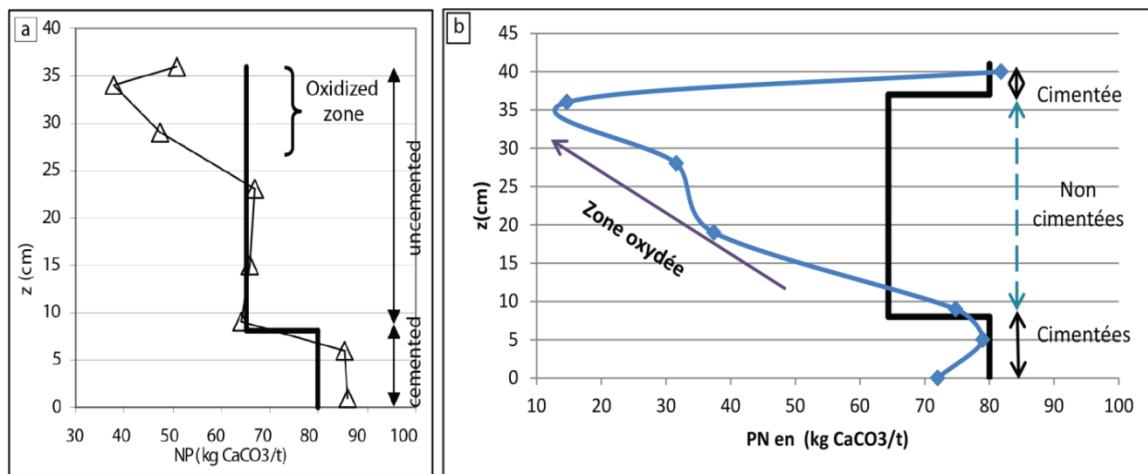 a
40
35
30
25
20
15
10
5
0
z (cm)
30 40 50 60 70 80 90 100
NP (kg CaCO3/t)
Oxidized
zone
uncemented
cemented
b
45
40
35
30
25
20
15
10
5
0
z(cm)
10 20 30 40 50 60 70 80 90 100
PN en (kg CaCO3/t)
Zone oxydée
Cimentée
Non
cimentées
Cimentées